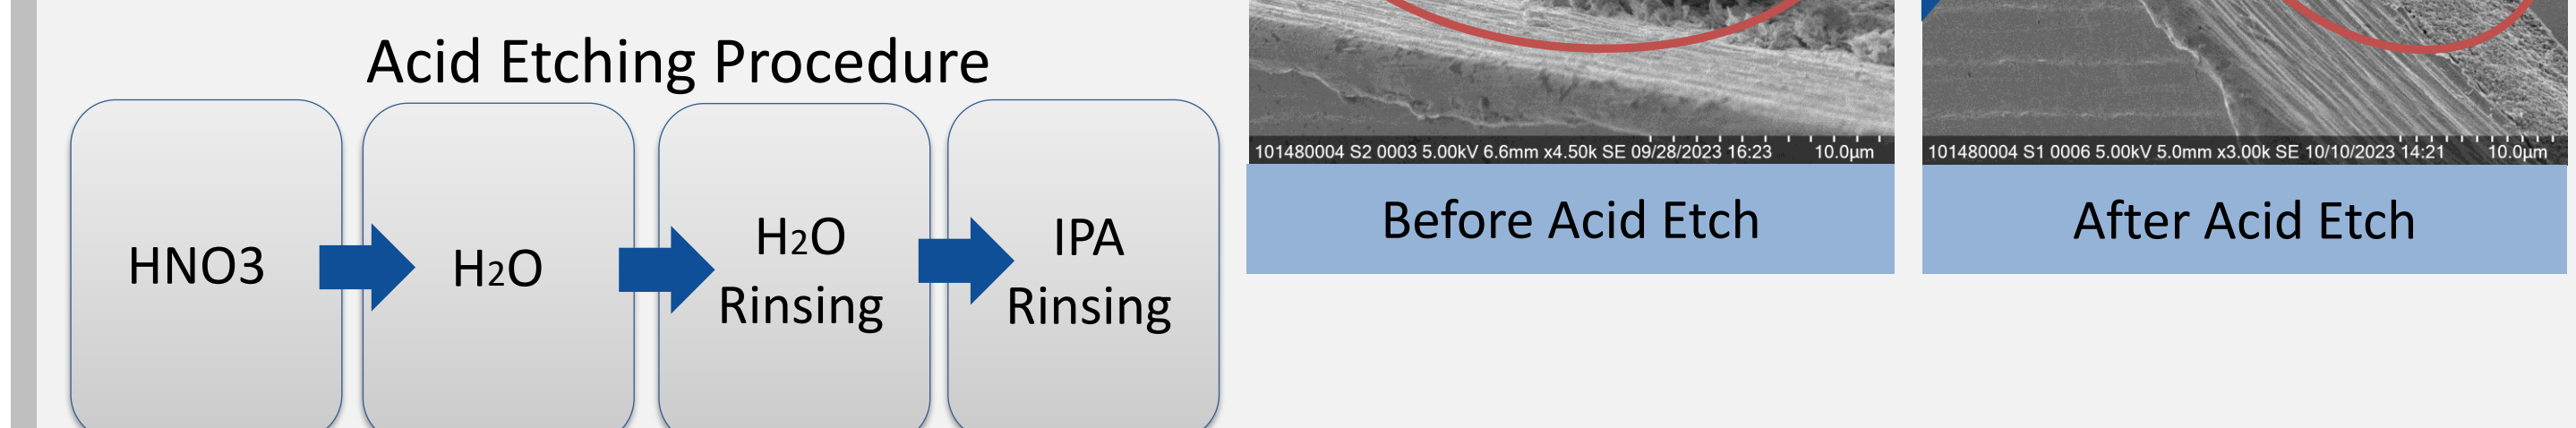 Acid Etching Procedure
HNO3
H2O
H2O
Rinsing
IPA
Rinsing
101480004 S2 0003 5.00kV 6.6mm x4.50k SE 09/28/2023 16:23 10.0µm
Before Acid Etch
101480004 S1 0006 5.00kV 5.0mm x3.00k SE 10/10/2023 14:21 10.0µm
After Acid Etch